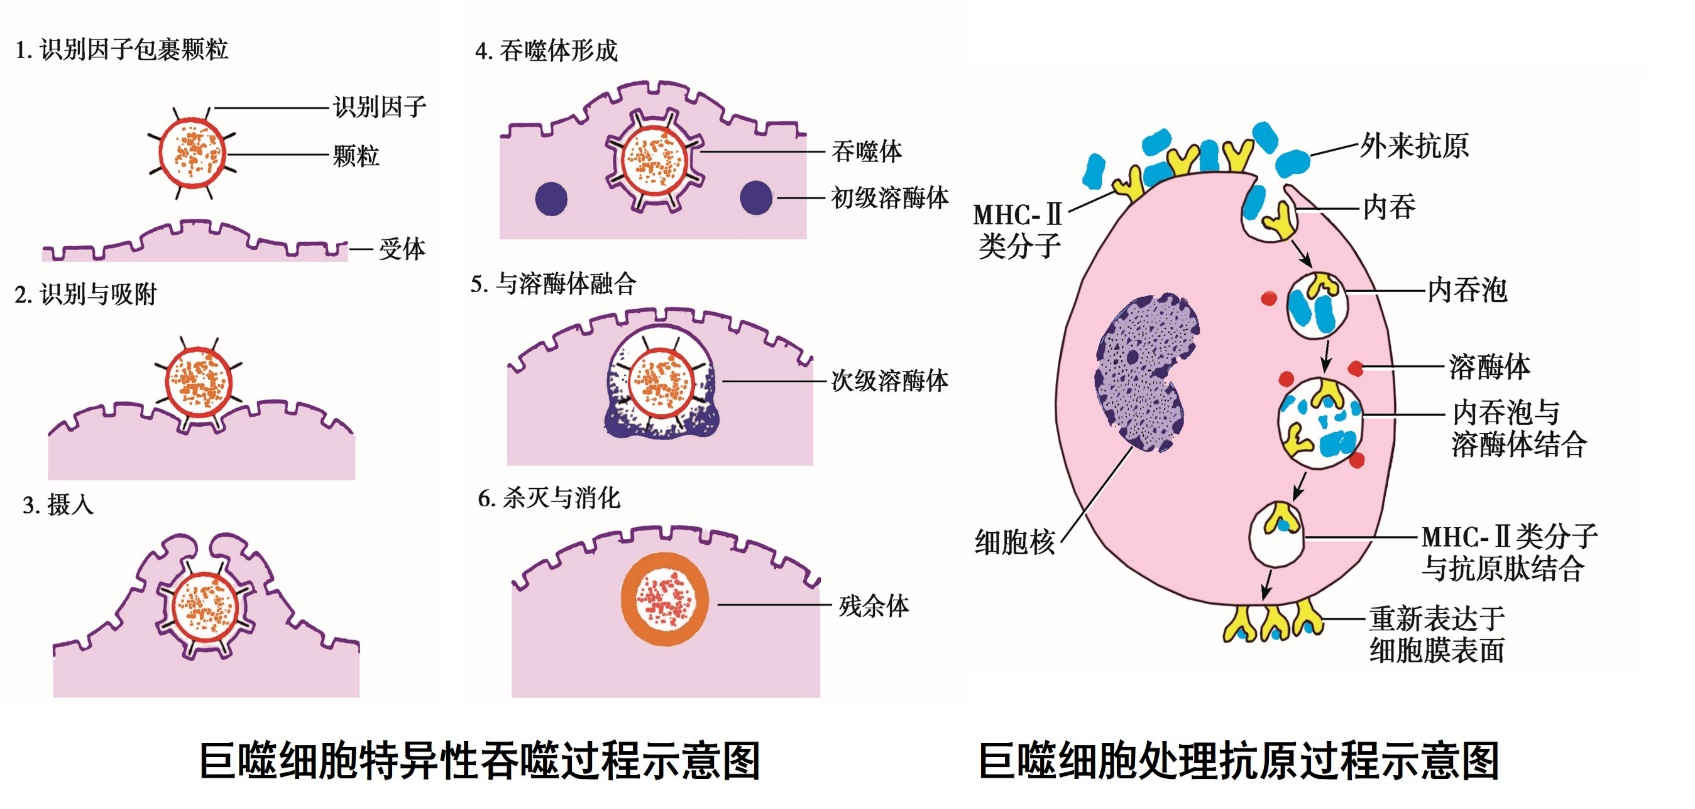 1. 识别因子包裹颗粒
识别因子
颗粒
受体
2. 识别与吸附
3. 摄入
4. 吞噬体形成
吞噬体
初级溶酶体
5. 与溶酶体融合
次级溶酶体
6. 杀灭与消化
残余体
巨噬细胞特异性吞噬过程示意图
外来抗原
MHC-Ⅱ
类分子
内吞
内吞泡
溶酶体
内吞泡与
溶酶体结合
细胞核
MHC-Ⅱ类分子
与抗原肽结合
重新表达于
细胞膜表面
巨噬细胞处理抗原过程示意图